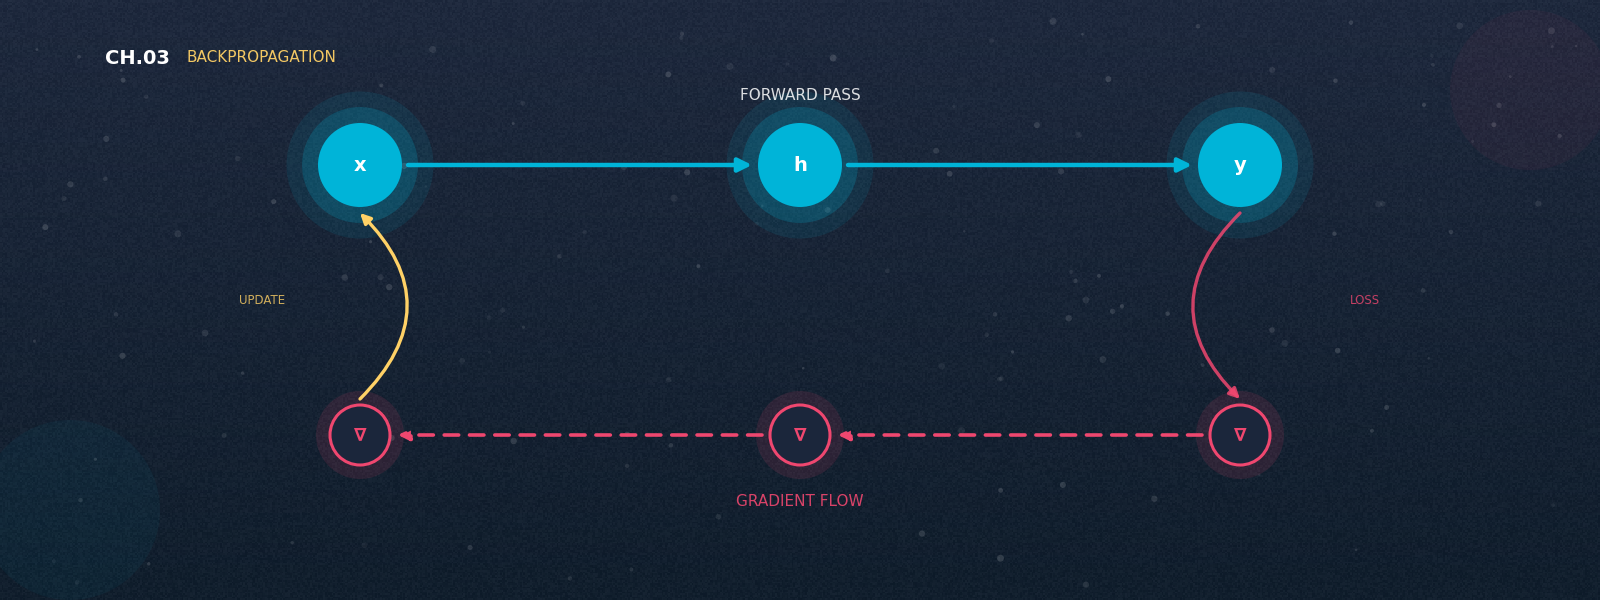 CH.03 BACKPROPAGATION
FORWARD PASS
x h y
UPDATE LOSS
∇ ∇ ∇
GRADIENT FLOW